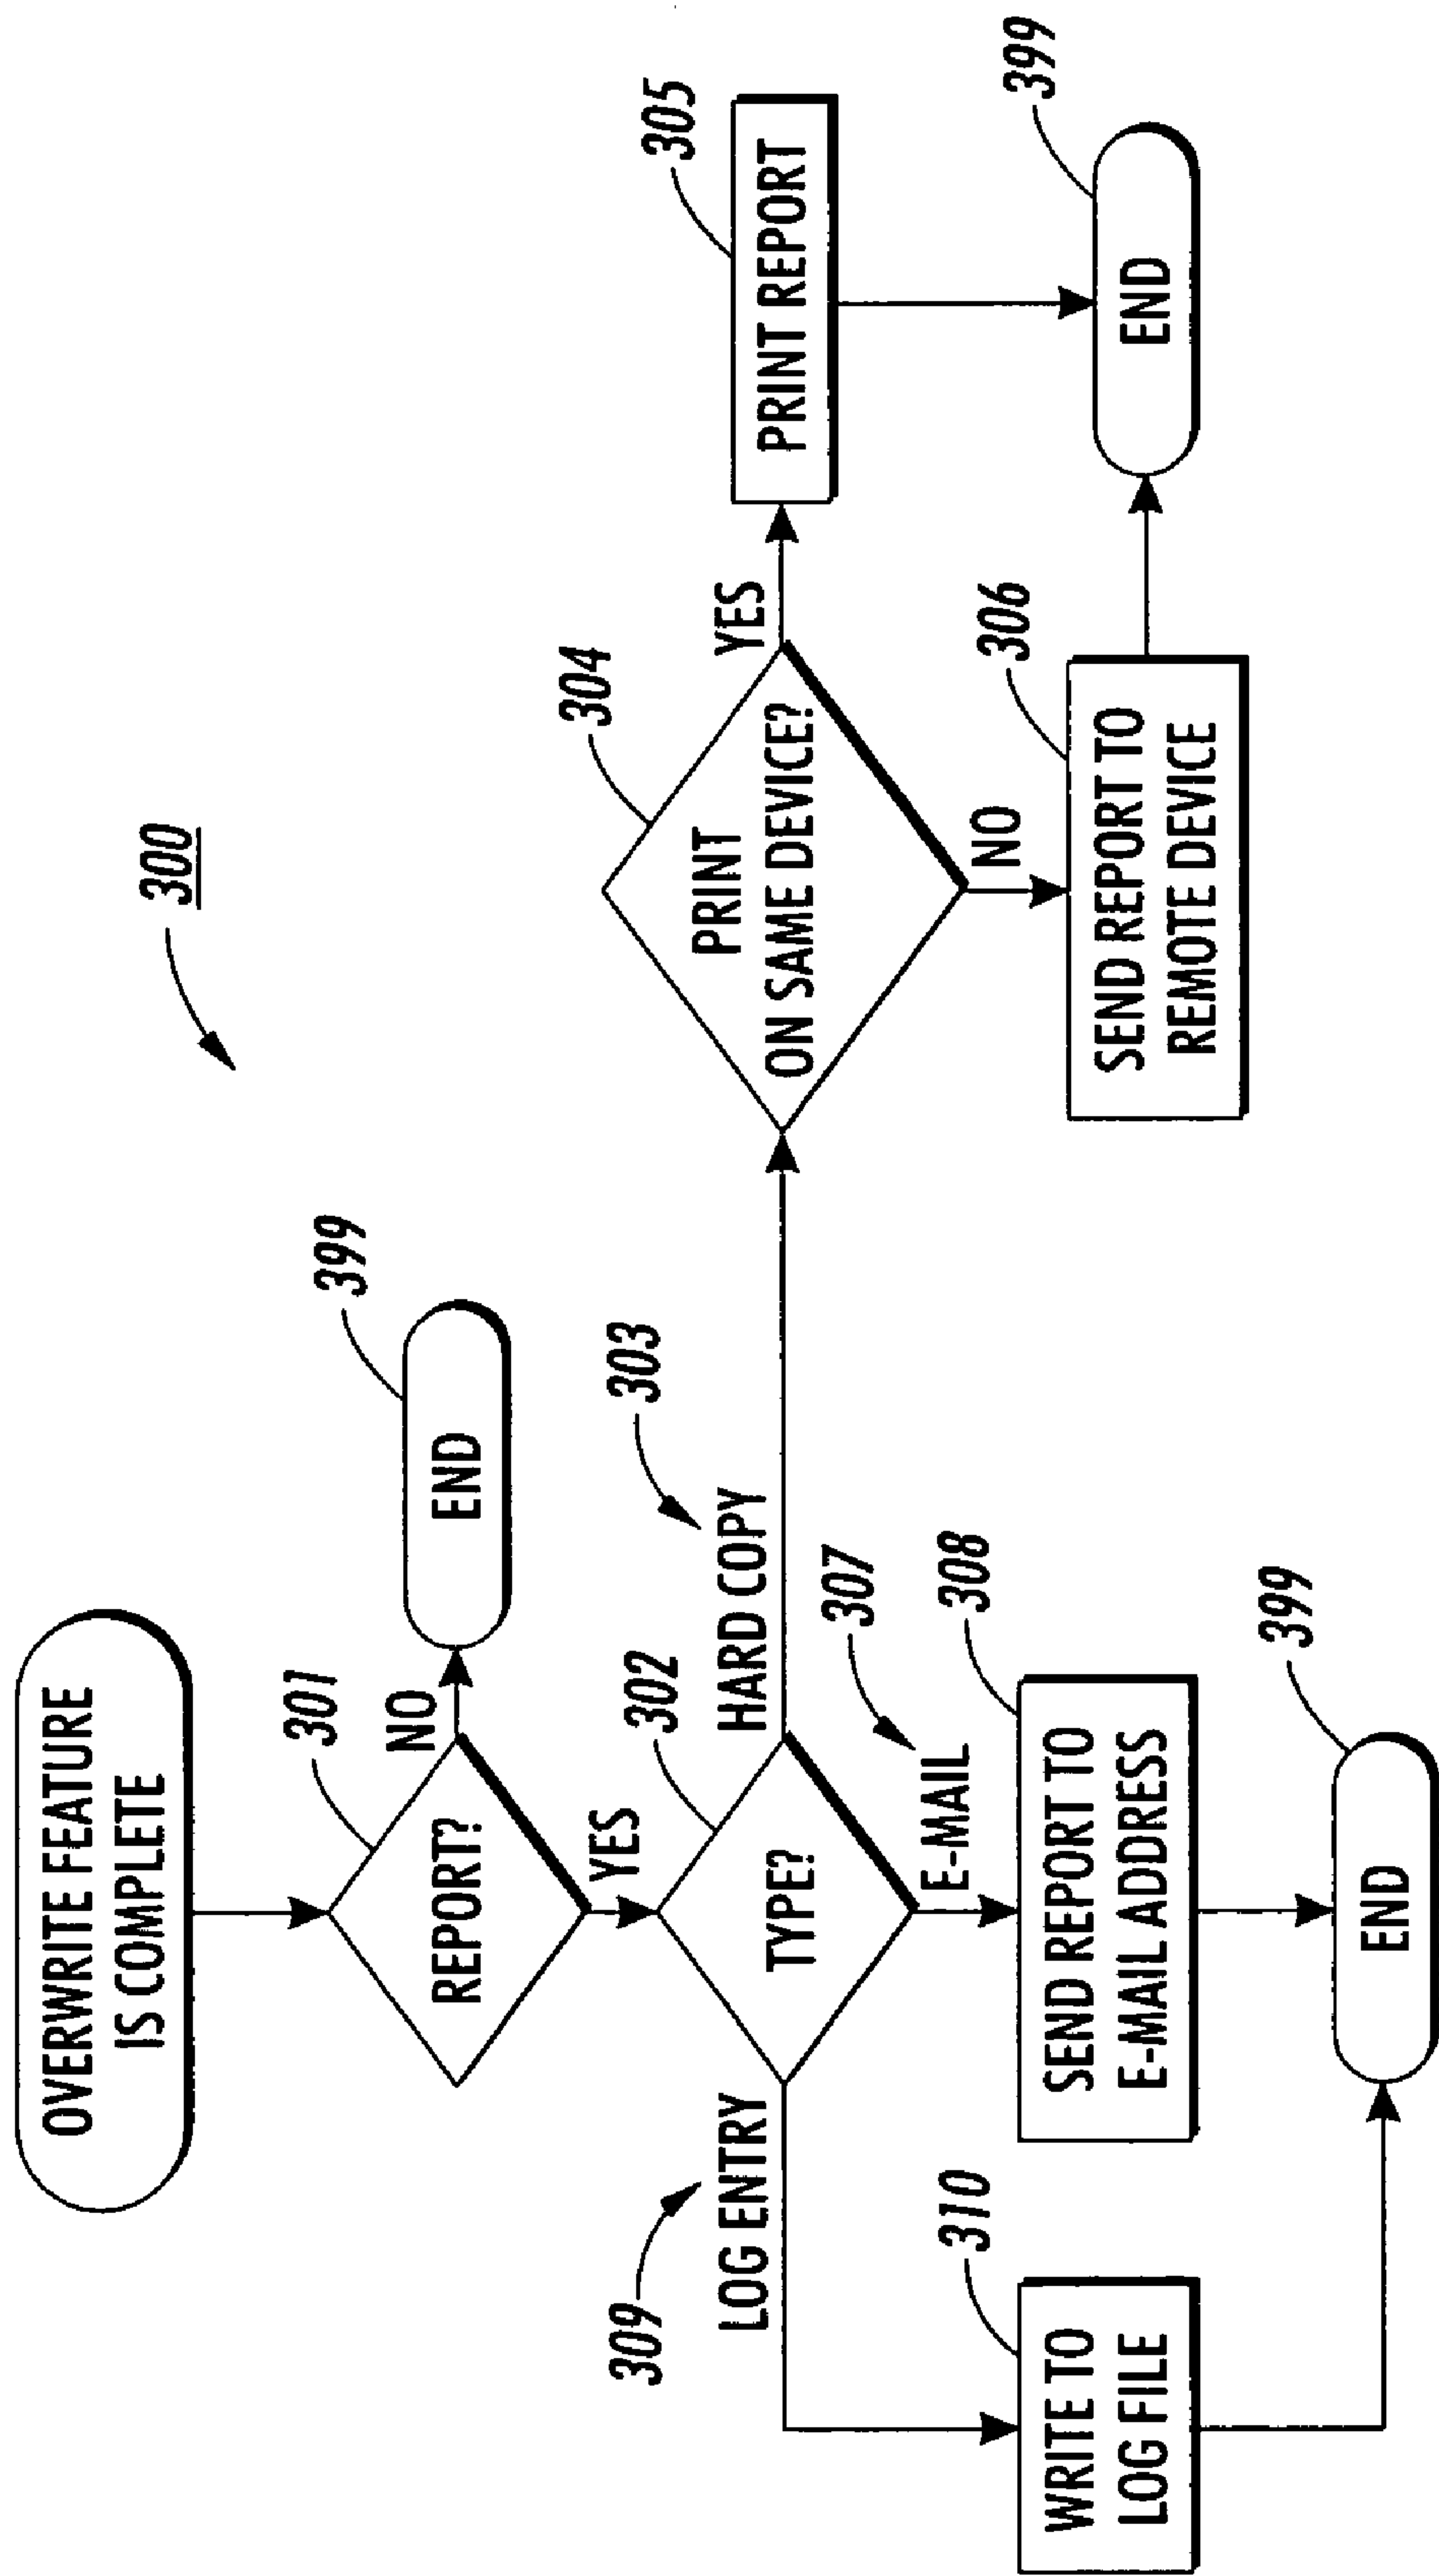 300
OVERWRITE FEATURE
IS COMPLETE
301
REPORT?
NO
399
END
YES
302
TYPE?
303
HARD COPY
304
PRINT
ON SAME DEVICE?
YES
305
PRINT REPORT
NO
306
SEND REPORT TO
REMOTE DEVICE
399
END
307
E-MAIL
308
SEND REPORT TO
E-MAIL ADDRESS
309
LOG ENTRY
310
WRITE TO
LOG FILE
399
END